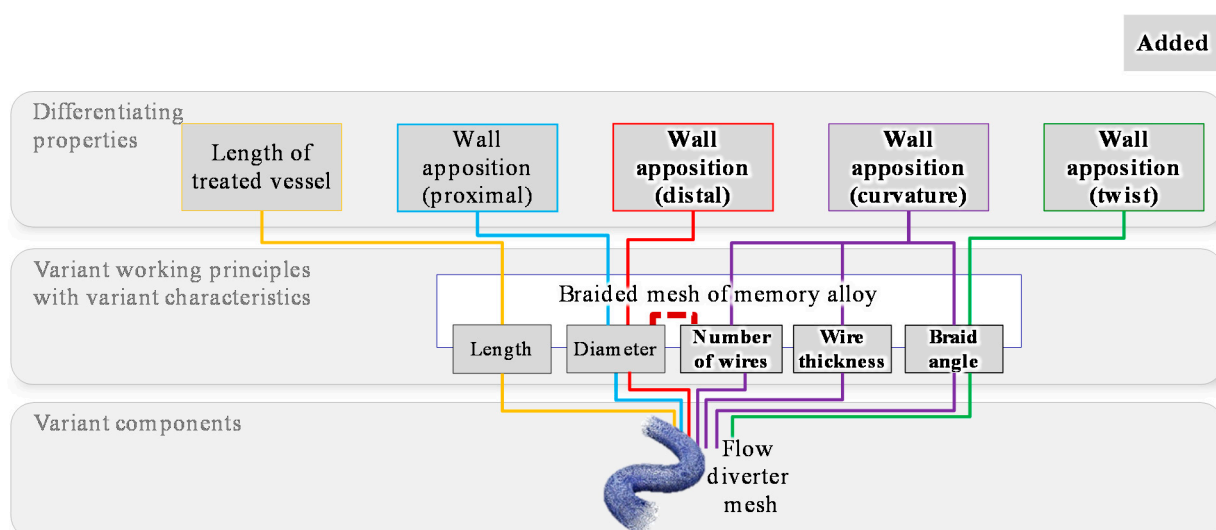 Added
Differentiating
properties
Length of
treated vessel
Wall
apposition
(proximal)
Wall
apposition
(distal)
Wall
apposition
(curvature)
Wall
apposition
(twist)
Variant working principles
with variant characteristics
Braided mesh of memory alloy
Length
Diameter
Number
of wires
Wire
thickness
Braid
angle
Variant components
Flow
diverter
mesh